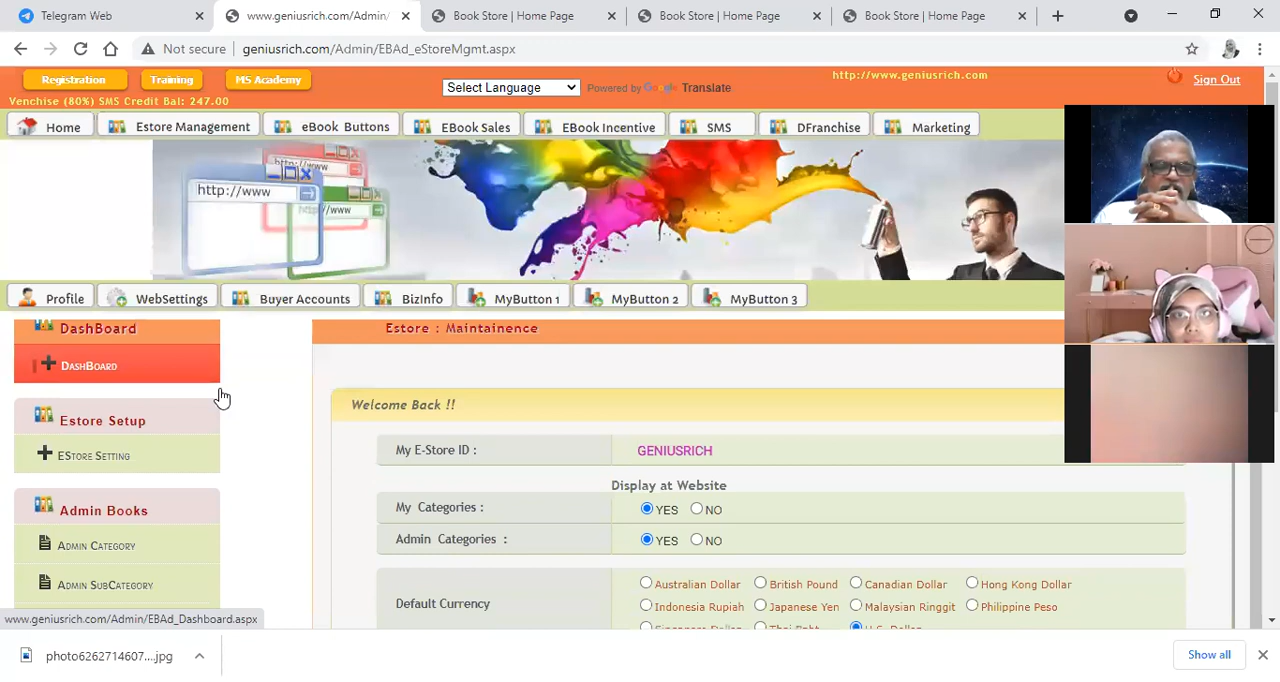 Telegram Web
www.geniusrich.com/Admin/
Book Store | Home Page
Book Store | Home Page
Book Store | Home Page
Not secure
geniusrich.com/Admin/EBAd_eStoreMgmt.aspx
Registration
Training
MS Academy
Select Language
Powered by Google Translate
http://www.geniusrich.com
Sign Out
Venchise (80%) SMS Credit Bal: 247.00
Home
Estore Management
eBook Buttons
EBook Sales
EBook Incentive
SMS
DFranchise
Marketing
http://www
http://www
http://www
Profile
WebSettings
Buyer Accounts
BizInfo
MyButton 1
MyButton 2
MyButton 3
DashBoard
DashBoard
Estore Setup
EStore Setting
Admin Books
Admin Category
Admin SubCategory
Estore : Maintainence
Welcome Back !!
My E-Store ID :
GENIUSRICH
Display at Website
My Categories :
YES NO
Admin Categories :
YES NO
Default Currency
Australian Dollar British Pound Canadian Dollar Hong Kong Dollar
Indonesia Rupiah Japanese Yen Malaysian Ringgit Philippine Peso
www.geniusrich.com/Admin/EBAd_Dashboard.aspx
photo6262714607....jpg
Show all